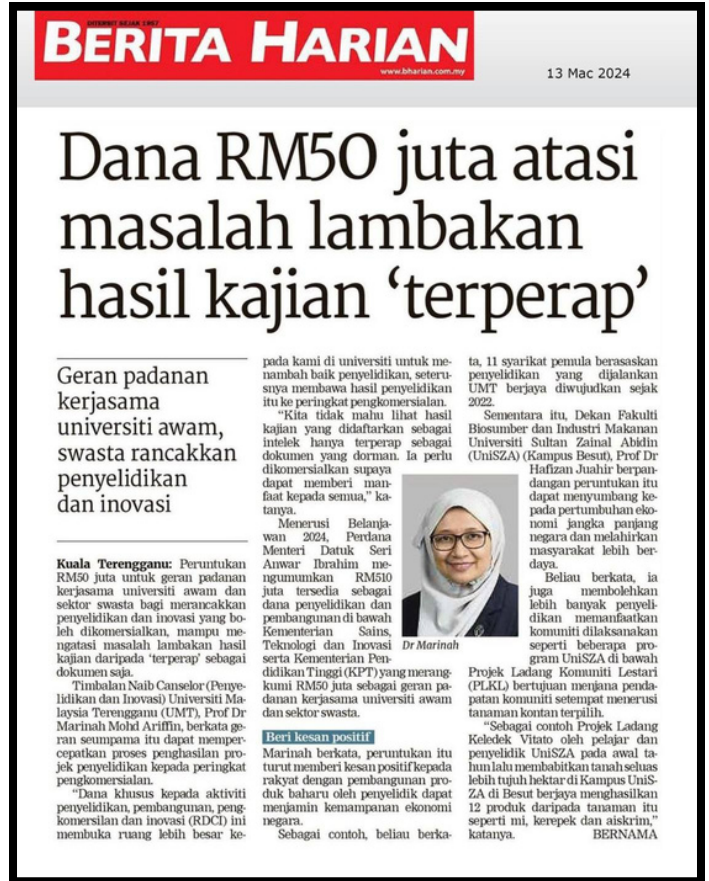 DITERBIT SEJAK 1957
BERITA HARIAN
www.bharian.com.my
13 Mac 2024
Dana RM50 juta atasi
masalah lambakan
hasil kajian ‘terperap’
Geran padanan
kerjasama
universiti awam,
swasta rancakkan
penyelidikan
dan inovasi
Kuala Terengganu: Peruntukan
RM50 juta untuk geran padanan
kerjasama universiti awam dan
sektor swasta bagi merancakkan
penyelidikan dan inovasi yang bo-
leh dikomersialkan, mampu me-
ngatasi masalah lambakan hasil
kajian daripada ‘terperap’ sebagai
dokumen saja.
Timbalan Naib Canselor (Penye-
lidikan dan Inovasi) Universiti Ma-
laysia Terengganu (UMT), Prof Dr
Marinah Mohd Ariffin, berkata ge-
ran seumpama itu dapat memper-
cepatkan proses penghasilan pro-
jek penyelidikan kepada peringkat
pengkomersialan.
“Dana khusus kepada aktiviti
penyelidikan, pembangunan, peng-
komersilan dan inovasi (RDCI) ini
membuka ruang lebih besar ke-
pada kami di universiti untuk me-
nambah baik penyelidikan, seteru-
snya membawa hasil penyelidikan
itu ke peringkat pengkomersialan.
“Kita tidak mahu lihat hasil
kajian yang didaftarkan sebagai
intelek hanya terperap sebagai
dokumen yang dorman. Ia perlu
dikomersialkan supaya
dapat memberi man-
faat kepada semua,” ka-
tanya.
Menerusi Belanja-
wan 2024, Perdana
Menteri Datuk Seri
Anwar Ibrahim me-
ngumumkan RM510
juta tersedia sebagai
dana penyelidikan dan
pembangunan di bawah
Kementerian Sains,
Teknologi dan Inovasi
serta Kementerian Pen-
didikan Tinggi (KPT) yang merang-
kumi RM50 juta sebagai geran pa-
danan kerjasama universiti awam
dan sektor swasta.
Beri kesan positif
Marinah berkata, peruntukan itu
turut memberi kesan positif kepada
rakyat dengan pembangunan pro-
duk baharu oleh penyelidik dapat
menjamin kemampanan ekonomi
negara.
Sebagai contoh, beliau berka-
Dr Marinah
ta, 11 syarikat pemula berasaskan
penyelidikan yang dijalankan
UMT berjaya diwujudkan sejak
2022.
Sementara itu, Dekan Fakulti
Biosumber dan Industri Makanan
Universiti Sultan Zainal Abidin
(UniSZA) (Kampus Besut), Prof Dr
Hafizan Juahir berpan-
dangan peruntukan itu
dapat menyumbang ke-
pada pertumbuhan eko-
nomi jangka panjang
negara dan melahirkan
masyarakat lebih ber-
daya.
Beliau berkata, ia
juga membolehkan
lebih banyak penyeli-
dikan memanfaatkan
komuniti dilaksanakan
seperti beberapa pro-
gram UniSZA di bawah
Projek Ladang Komuniti Lestari
(PLKL) bertujuan menjana penda-
patan komuniti setempat menerusi
tanaman kontan terpilih.
“Sebagai contoh Projek Ladang
Keledek Vitato oleh pelajar dan
penyelidik UniSZA pada awal ta-
hun lalu membabitkan tanah seluas
lebih tujuh hektar di Kampus UniS-
ZA di Besut berjaya menghasilkan
12 produk daripada tanaman itu
seperti mi, kerepek dan aiskrim,”
katanya. BERNAMA